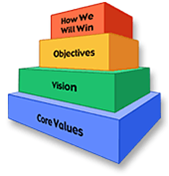 How We
Will Win
Objectives
Vision
Core Values